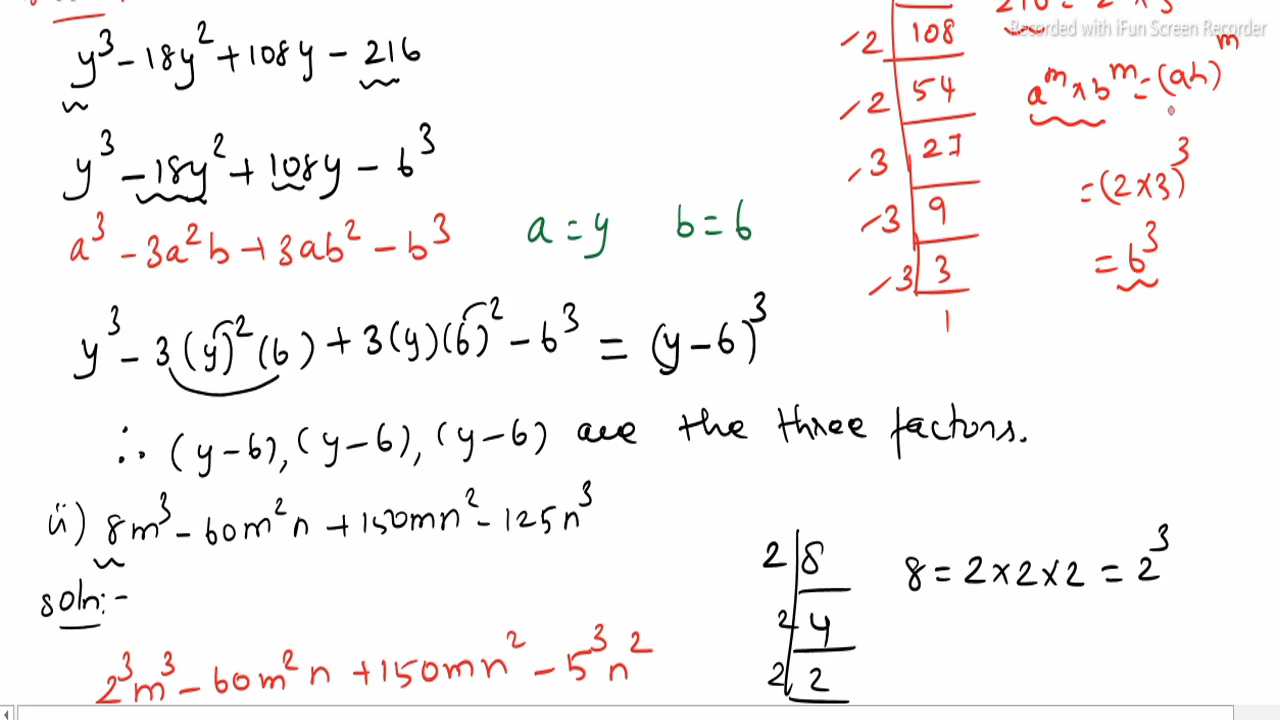 y³ - 18y² + 108y - 216
y³ - 18y² + 108y - 6³
a³ - 3a²b + 3ab² - b³
a = y b = 6
y³ - 3(y)²(6) + 3(y)(6)² - 6³ = (y-6)³
∴ (y-6), (y-6), (y-6) are the three factors.
ii) 8m³ - 60m²n + 150mn² - 125n³
soln:-
2³m³ - 60m²n + 150mn² - 5³n²
2 108
2 54
3 27
3 9
3 3
1
Recorded with iFun Screen Recorder
aᵐ × bᵐ = (ab)ᵐ
= (2×3)³
= 6³
2 8
2 4
2 2
8 = 2×2×2 = 2³